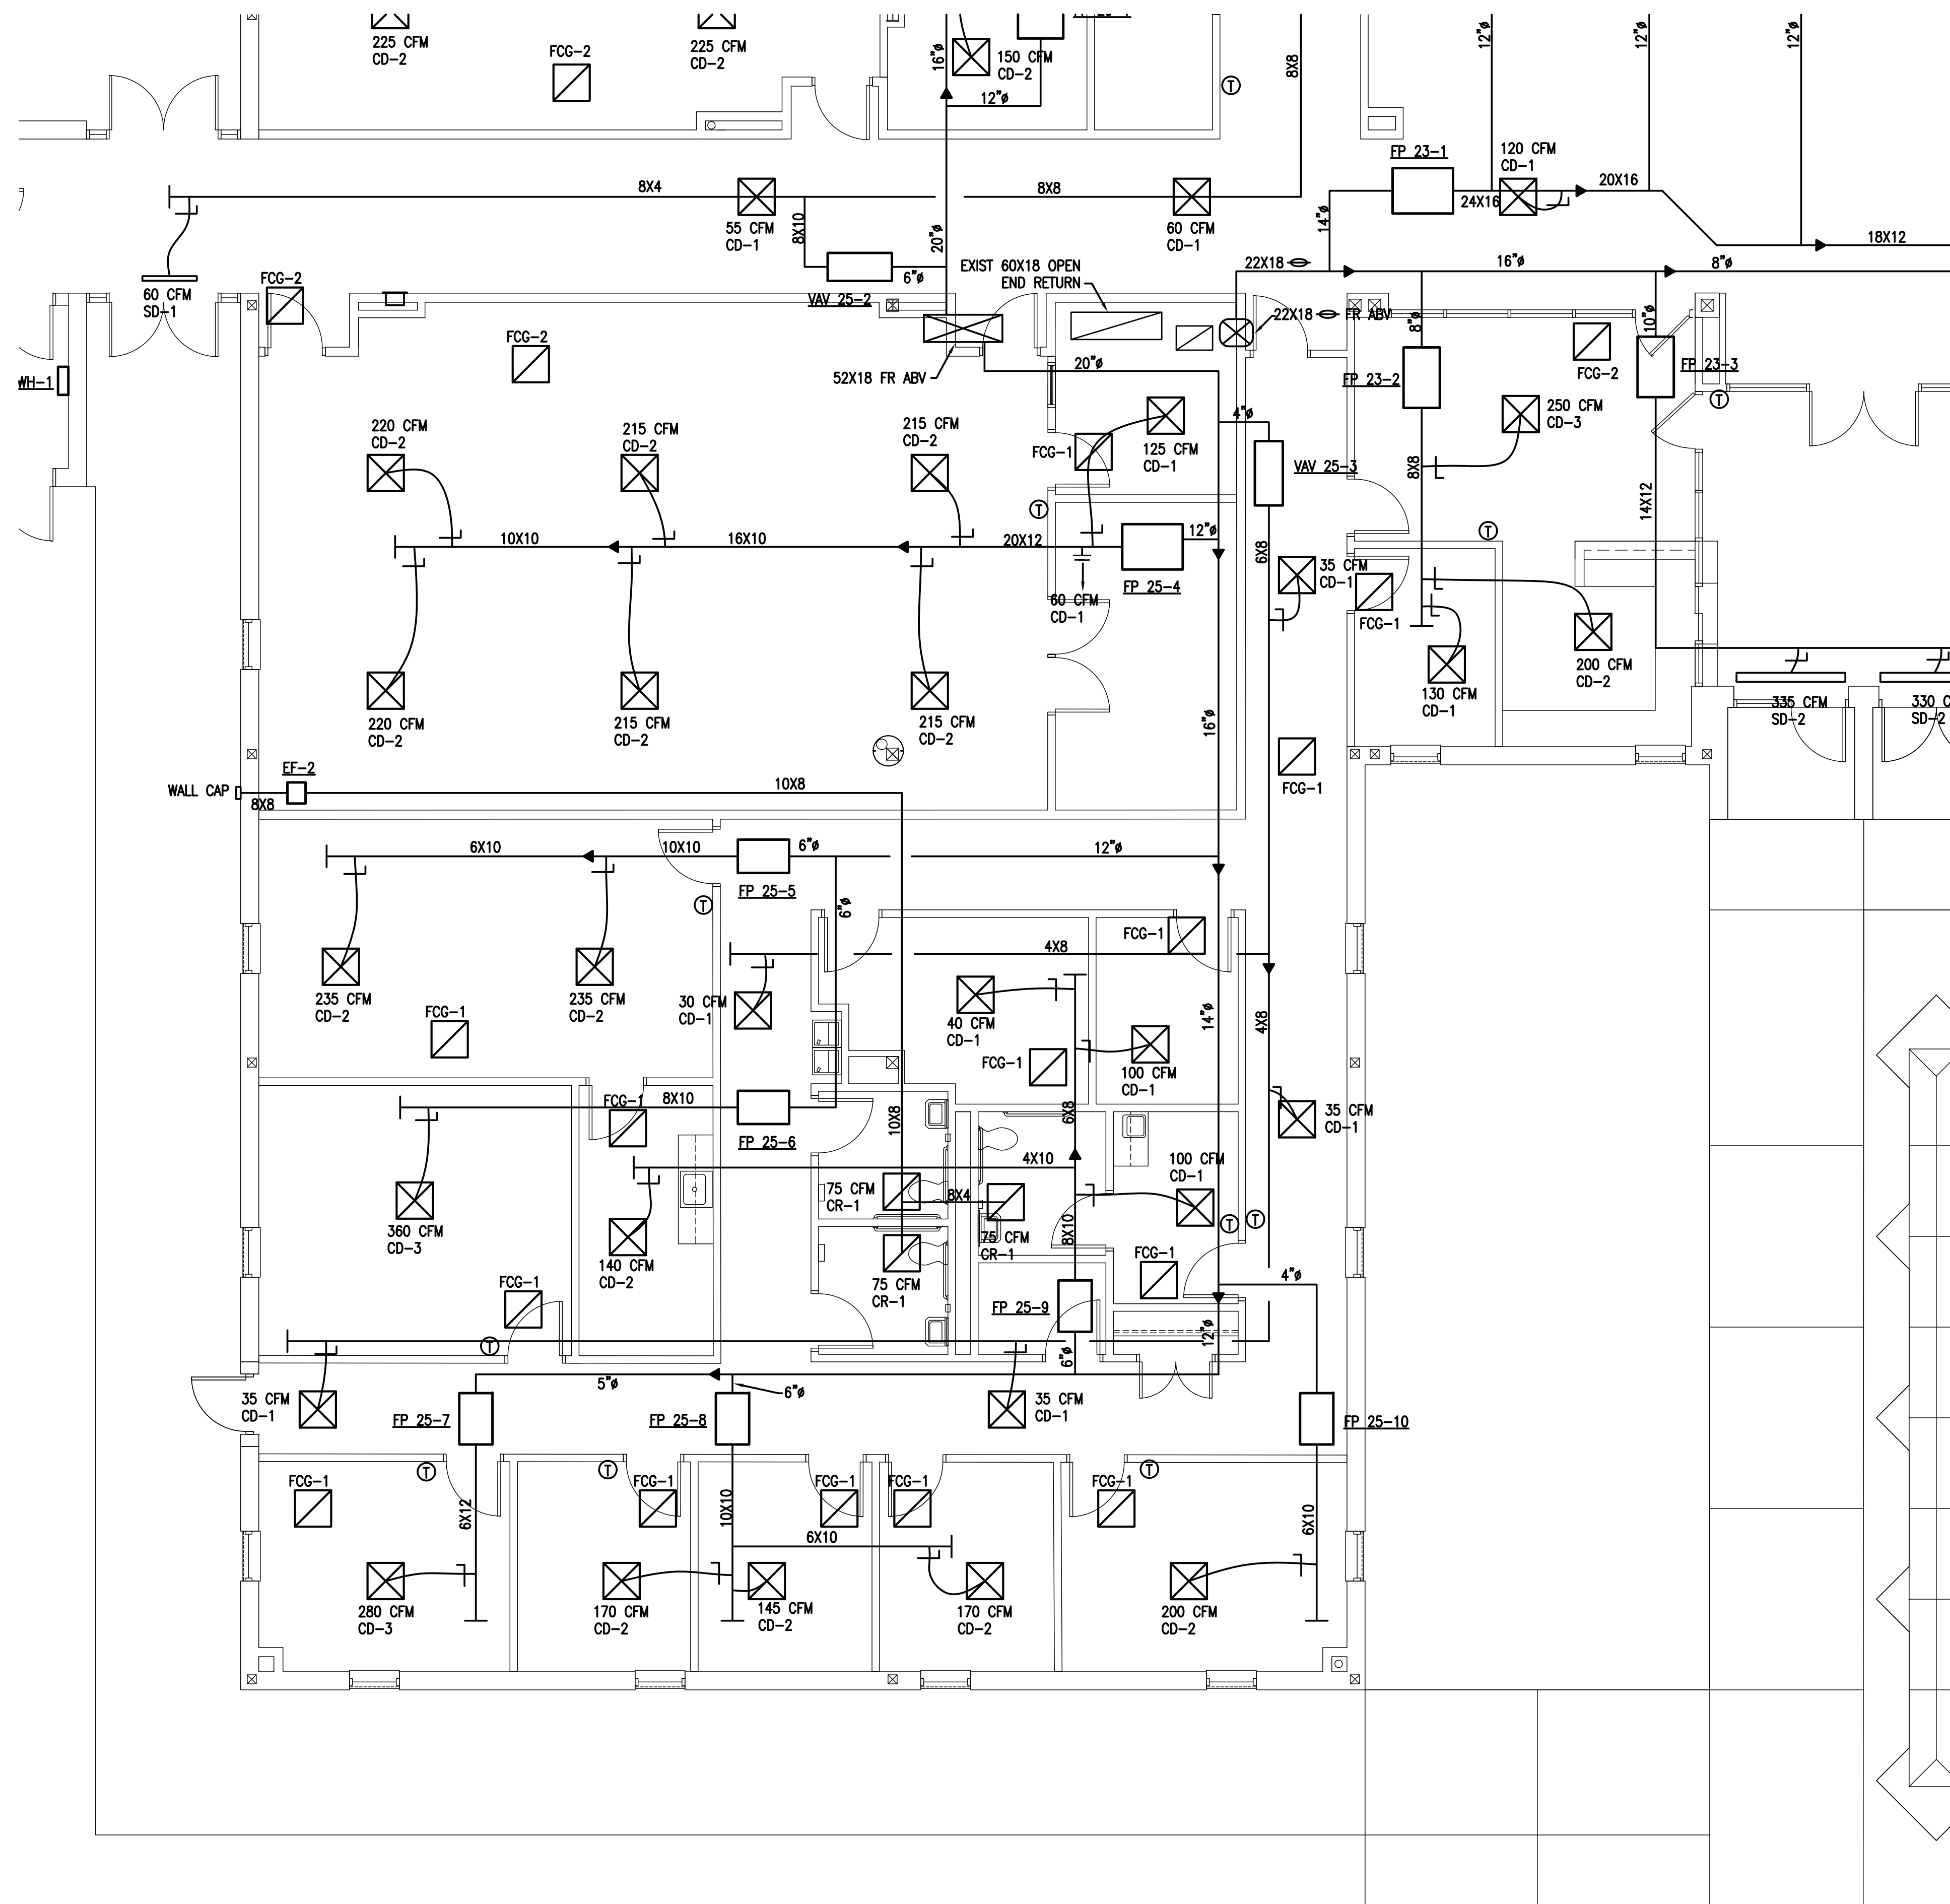 225 CFM
CD-2
FCG-2
225 CFM
CD-2
16"ø
150 CFM
CD-2
12"ø
T
8X8
12"ø
12"ø
12"ø
FP 23-1
120 CFM
CD-1
24X16
20X16
18X12
8X4
55 CFM
CD-1
8X10
VAV 25-2
6"ø
20"ø
8X8
60 CFM
CD-1
14"ø
22X18
16"ø
8"ø
60 CFM
SD-1
FCG-2
EXIST 60X18 OPEN
END RETURN
22X18
FR ABV
8"ø
10"ø
WH-1
FCG-2
52X18 FR ABV
20"ø
4"ø
FP 23-2
FCG-2
FP 23-3
T
250 CFM
CD-3
220 CFM
CD-2
215 CFM
CD-2
215 CFM
CD-2
FCG-1
125 CFM
CD-1
VAV 25-3
8X8
14X12
T
T
10X10
16X10
20X12
12"ø
FP 25-4
6X8
60 CFM
CD-1
35 CFM
CD-1
FCG-1
130 CFM
CD-1
200 CFM
CD-2
335 CFM
SD-2
330 C
SD-2
220 CFM
CD-2
215 CFM
CD-2
215 CFM
CD-2
16"ø
FCG-1
WALL CAP
EF-2
8X8
10X8
6X10
10X10
6"ø
12"ø
FP 25-5
T
6"ø
FCG-1
4X8
235 CFM
CD-2
235 CFM
CD-2
30 CFM
CD-1
40 CFM
CD-1
14"ø
4X8
FCG-1
FCG-1
100 CFM
CD-1
8X10
FCG-1
FP 25-6
10X8
6X8
35 CFM
CD-1
360 CFM
CD-3
140 CFM
CD-2
4X10
75 CFM
CR-1
8X4
75 CFM
CR-1
100 CFM
CD-1
T
T
8X10
75 CFM
CR-1
FCG-1
FCG-1
FP 25-9
4"ø
12"ø
T
6"ø
5"ø
6"ø
35 CFM
CD-1
FP 25-7
FP 25-8
35 CFM
CD-1
FP 25-10
T
T
T
FCG-1
FCG-1
FCG-1
FCG-1
FCG-1
6X12
10X10
6X10
6X10
280 CFM
CD-3
170 CFM
CD-2
145 CFM
CD-2
170 CFM
CD-2
200 CFM
CD-2